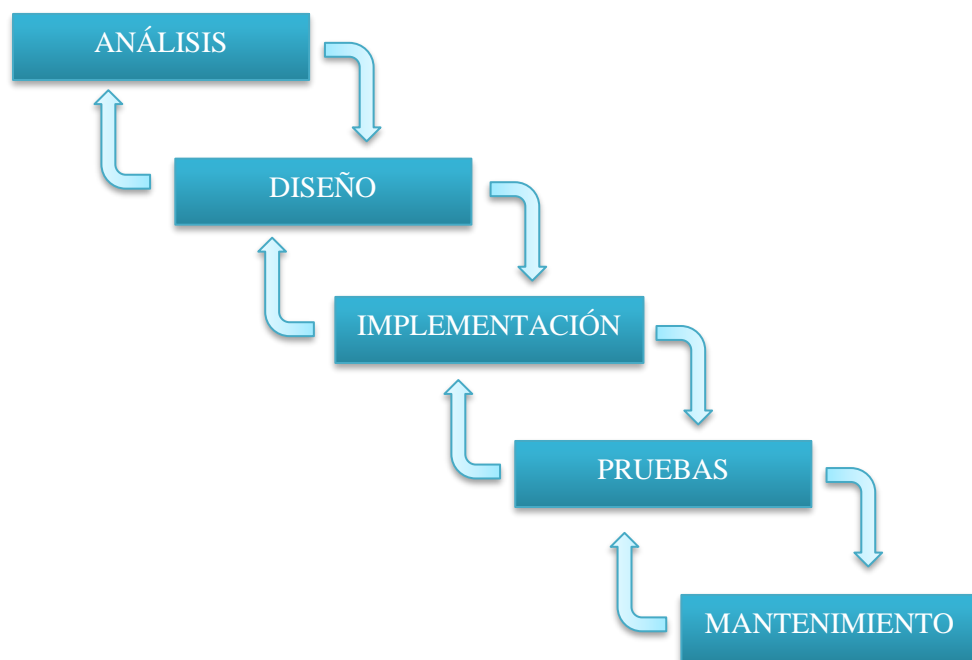 ANÁLISIS
DISEÑO
IMPLEMENTACIÓN
PRUEBAS
MANTENIMIENTO